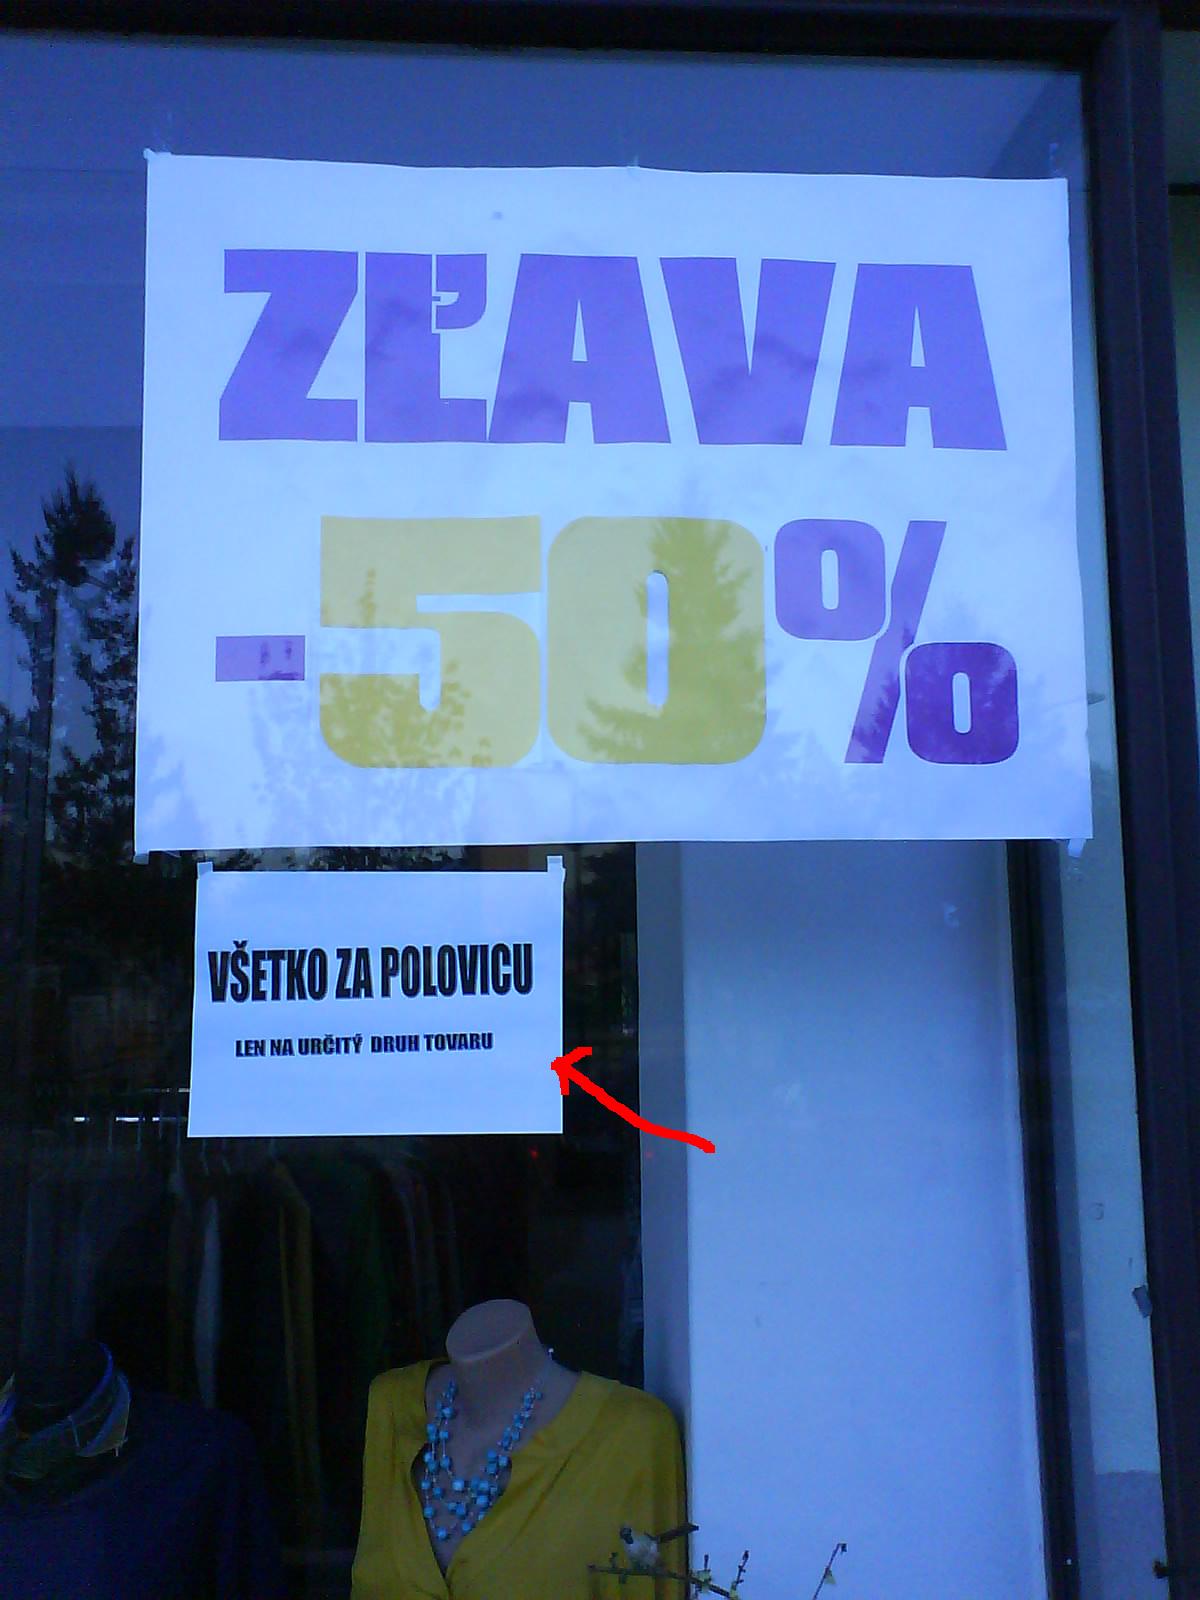 ZĽAVA
-50%
VŠETKO ZA POLOVICU
LEN NA URČITÝ DRUH TOVARU